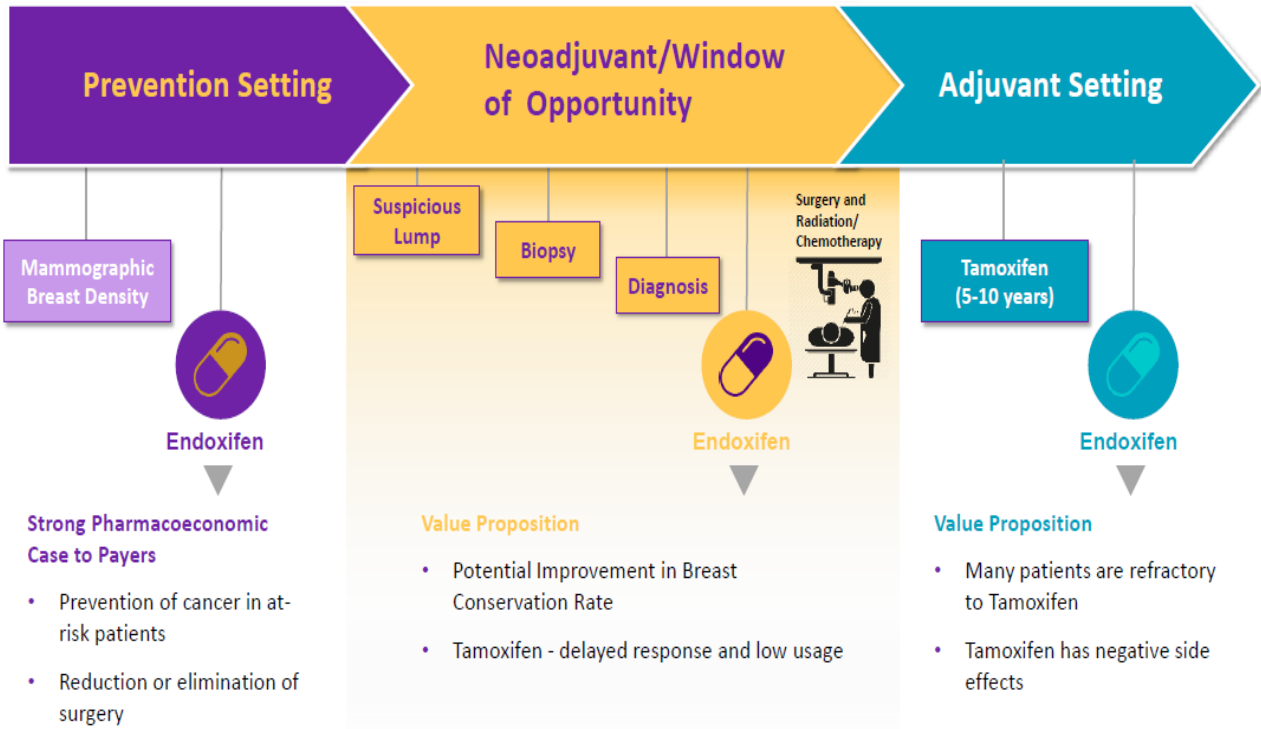 Prevention Setting
Neoadjuvant/Window
of Opportunity
Adjuvant Setting
Mammographic
Breast Density
Endoxifen
Suspicious
Lump
Biopsy
Diagnosis
Surgery and
Radiation/
Chemotherapy
Endoxifen
Tamoxifen
(5-10 years)
Endoxifen
Strong Pharmacoeconomic
Case to Payers
• Prevention of cancer in at-
risk patients
• Reduction or elimination of
surgery
Value Proposition
• Potential Improvement in Breast
Conservation Rate
• Tamoxifen - delayed response and low usage
Value Proposition
• Many patients are refractory
to Tamoxifen
• Tamoxifen has negative side
effects